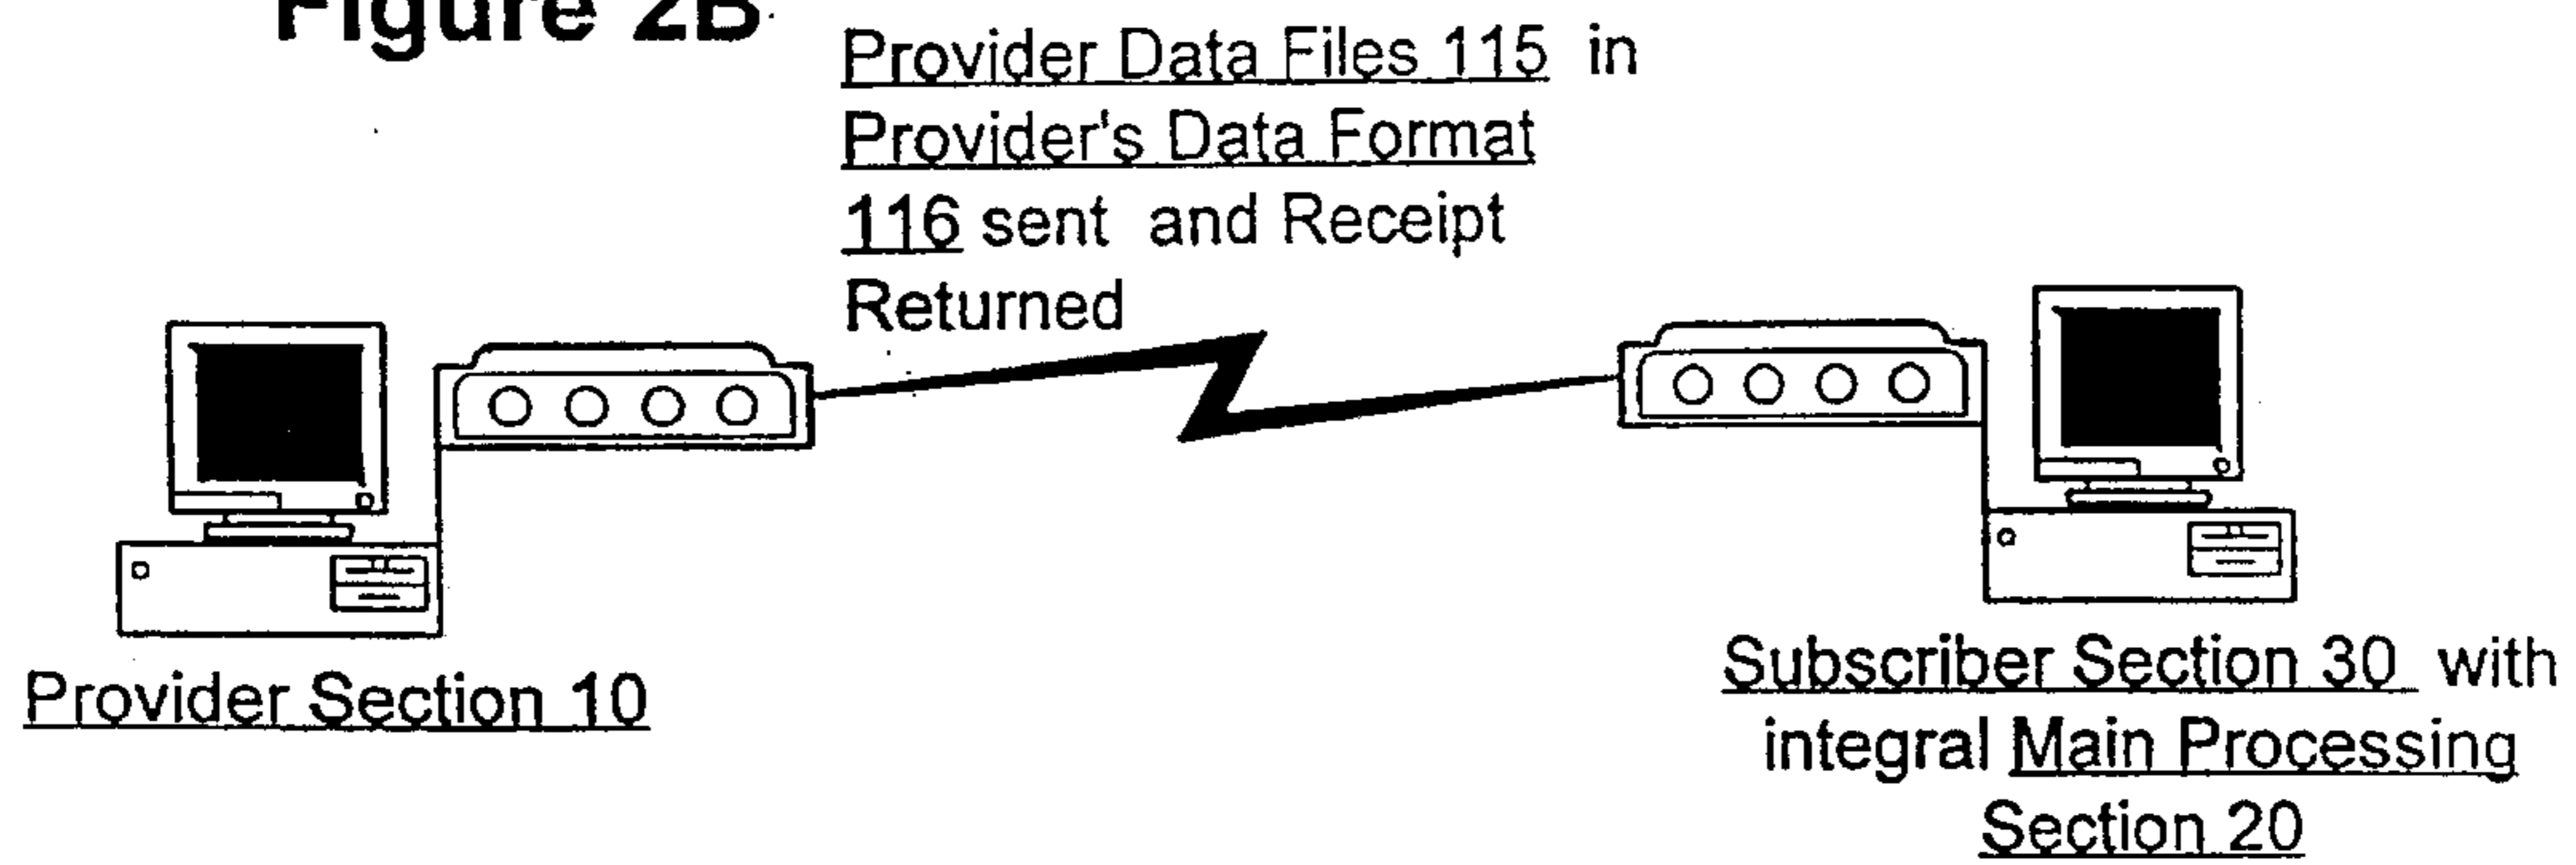 Figure 2B
Provider Data Files 115 in
Provider's Data Format
116 sent and Receipt
Returned
Provider Section 10
Subscriber Section 30 with
integral Main Processing
Section 20